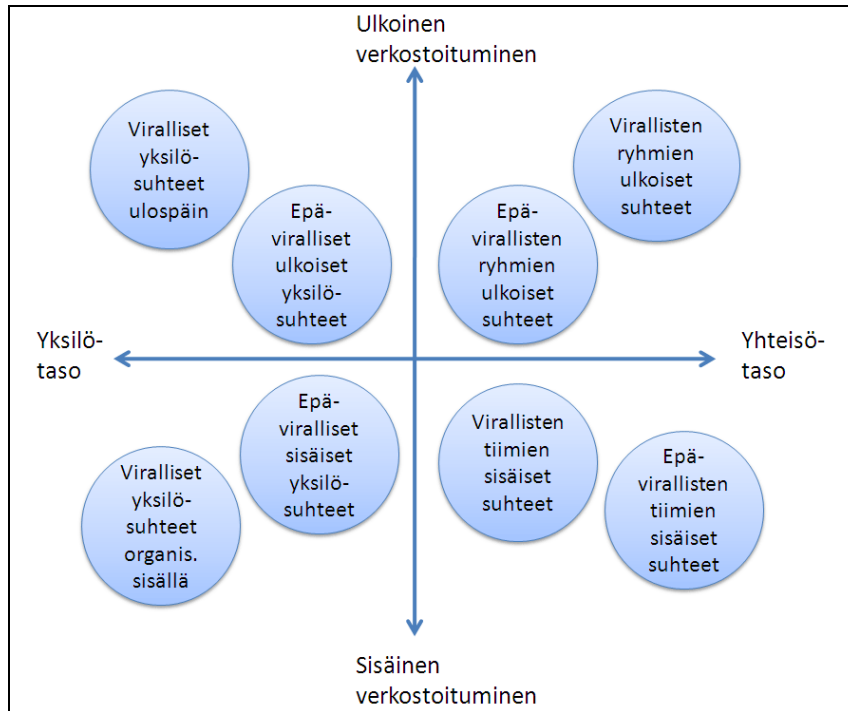 Ulkoinen
verkostoituminen
Viralliset
yksilö-
suhteet
ulospäin
Virallisten
ryhmien
ulkoiset
suhteet
Epä-
viralliset
ulkoiset
yksilö-
suhteet
Epä-
virallisten
ryhmien
ulkoiset
suhteet
Yksilö-
taso
Yhteisö-
taso
Epä-
viralliset
sisäiset
yksilö-
suhteet
Virallisten
tiimien
sisäiset
suhteet
Viralliset
yksilö-
suhteet
organis.
sisällä
Epä-
virallisten
tiimien
sisäiset
suhteet
Sisäinen
verkostoituminen